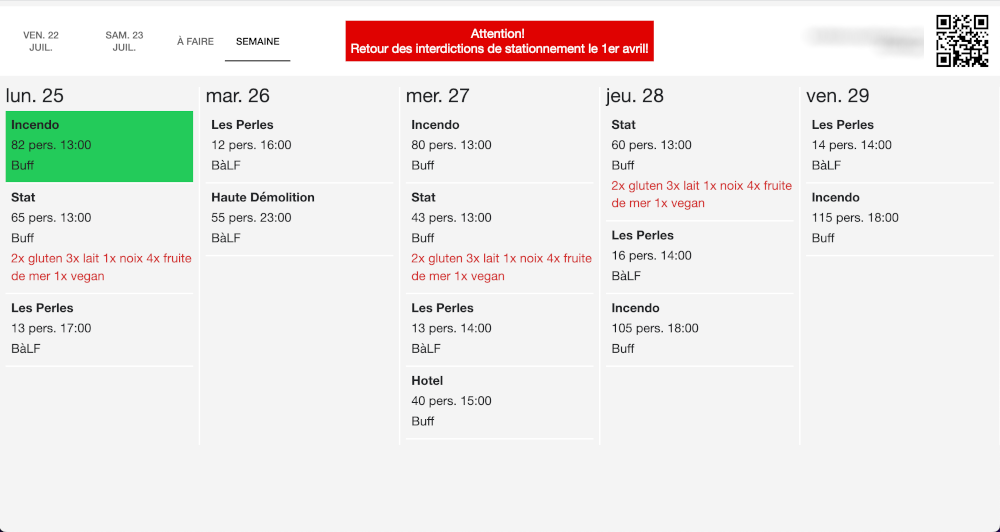 VEN. 22
JUIL.
SAM. 23
JUIL.
À FAIRE
SEMAINE
Attention!
Retour des interdictions de stationnement le 1er avril!
lun. 25
Incendo
82 pers. 13:00
Buff
Stat
65 pers. 13:00
Buff
2x gluten 3x lait 1x noix 4x fruite
de mer 1x vegan
Les Perles
13 pers. 17:00
BàLF
mar. 26
Les Perles
12 pers. 16:00
BàLF
Haute Démolition
55 pers. 23:00
BàLF
mer. 27
Incendo
80 pers. 13:00
Buff
Stat
43 pers. 13:00
Buff
2x gluten 3x lait 1x noix 4x fruite
de mer 1x vegan
Les Perles
13 pers. 14:00
BàLF
Hotel
40 pers. 15:00
Buff
jeu. 28
Stat
60 pers. 13:00
Buff
2x gluten 3x lait 1x noix 4x fruite
de mer 1x vegan
Les Perles
16 pers. 14:00
BàLF
Incendo
105 pers. 18:00
Buff
ven. 29
Les Perles
14 pers. 14:00
BàLF
Incendo
115 pers. 18:00
Buff